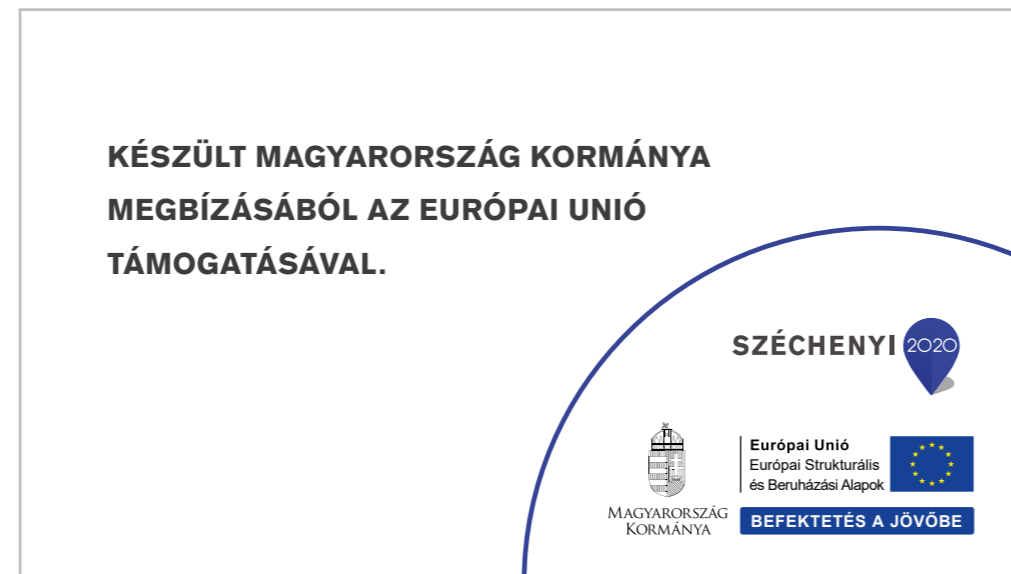 KÉSZÜLT MAGYARORSZÁG KORMÁNYA
MEGBÍZÁSÁBÓL AZ EURÓPAI UNIÓ
TÁMOGATÁSÁVAL.
SZÉCHENYI 2020
MAGYARORSZÁG
KORMÁNYA
Európai Unió
Európai Strukturális
és Beruházási Alapok
BEFEKTETÉS A JÖVŐBE